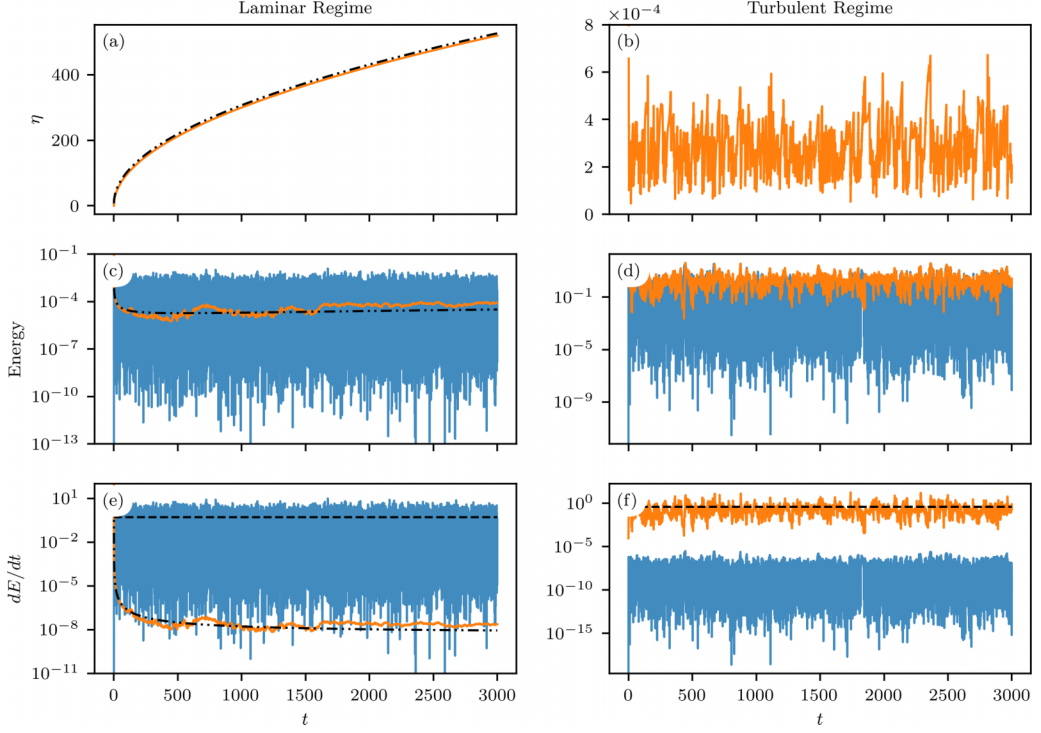 Laminar Regime
Turbulent Regime
(a)
400
200
0
η
×10⁻⁴
8
(b)
6
4
2
0
10⁻¹
(c)
10⁻⁴
10⁻⁷
10⁻¹⁰
10⁻¹³
Energy
(d)
10⁻¹
10⁻⁵
10⁻⁹
10¹
(e)
10⁻²
10⁻⁵
10⁻⁸
10⁻¹¹
dE/dt
0 500 1000 1500 2000 2500 3000
t
(f)
10⁰
10⁻⁵
10⁻¹⁰
10⁻¹⁵
0 500 1000 1500 2000 2500 3000
t